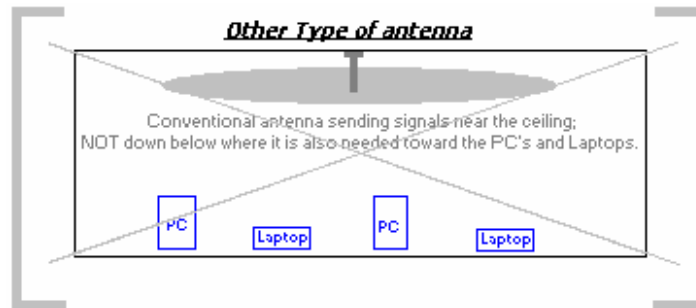 Other Type of antenna
Conventional antenna sending signals near the ceiling;
NOT down below where it is also needed toward the PC's and Laptops.
PC
Laptop
PC
Laptop